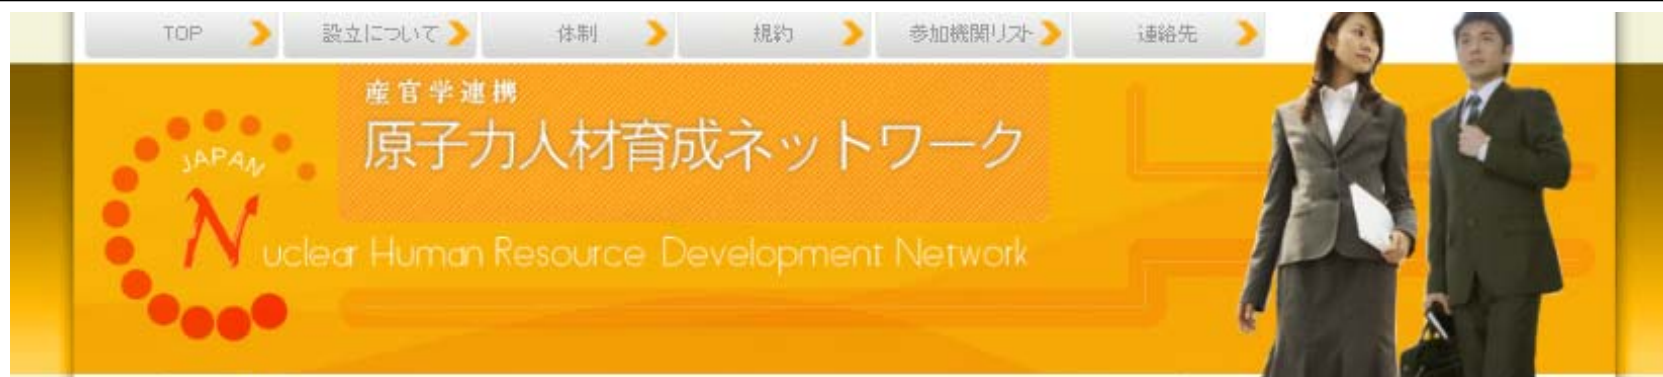 TOP
設立について
体制
規約
参加機関リスト
連絡先
産官学連携
原子力人材育成ネットワーク
JAPAN
Nuclear Human Resource Development Network